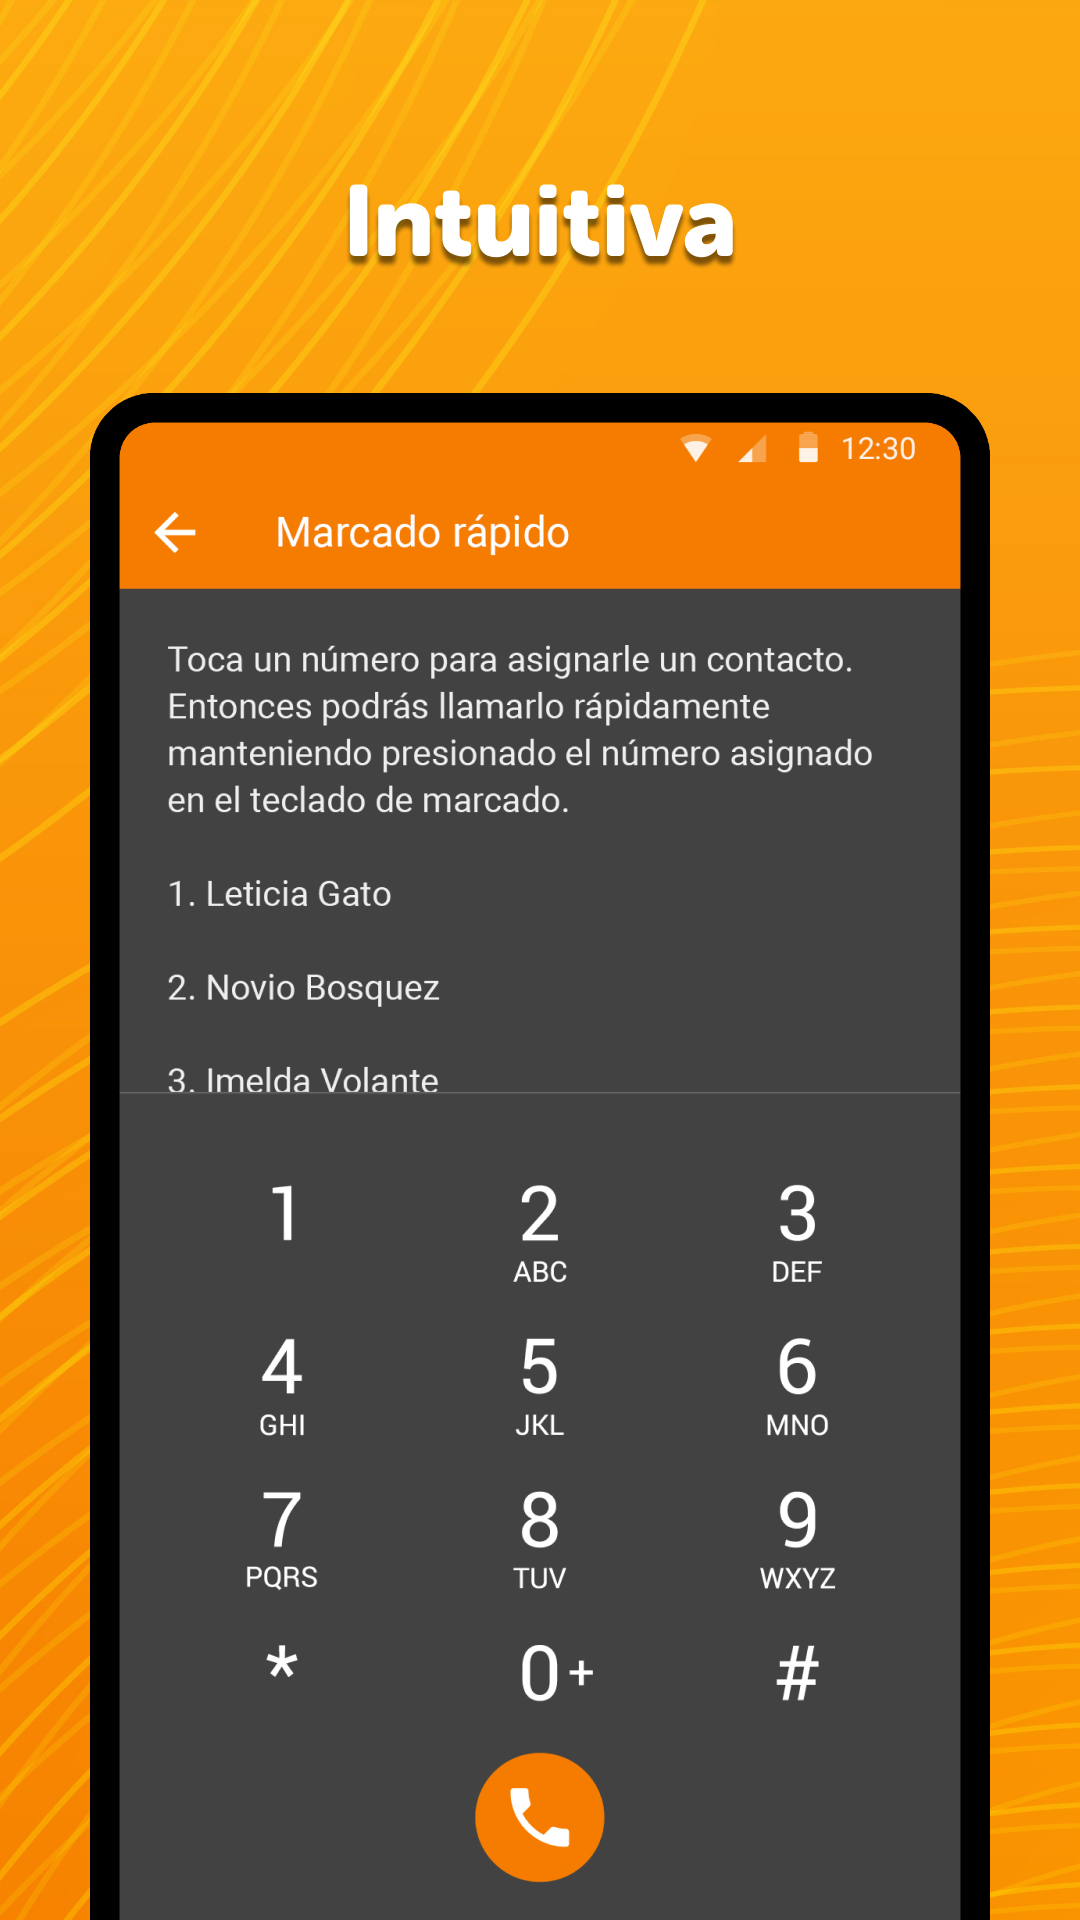 Intuitiva
12:30
Marcado rápido
Toca un número para asignarle un contacto.
Entonces podrás llamarlo rápidamente
manteniendo presionado el número asignado
en el teclado de marcado.
1. Leticia Gato
2. Novio Bosquez
3. Imelda Volante
1 2 3
ABC DEF
4 5 6
GHI JKL MNO
7 8 9
PQRS TUV WXYZ
* 0 + #